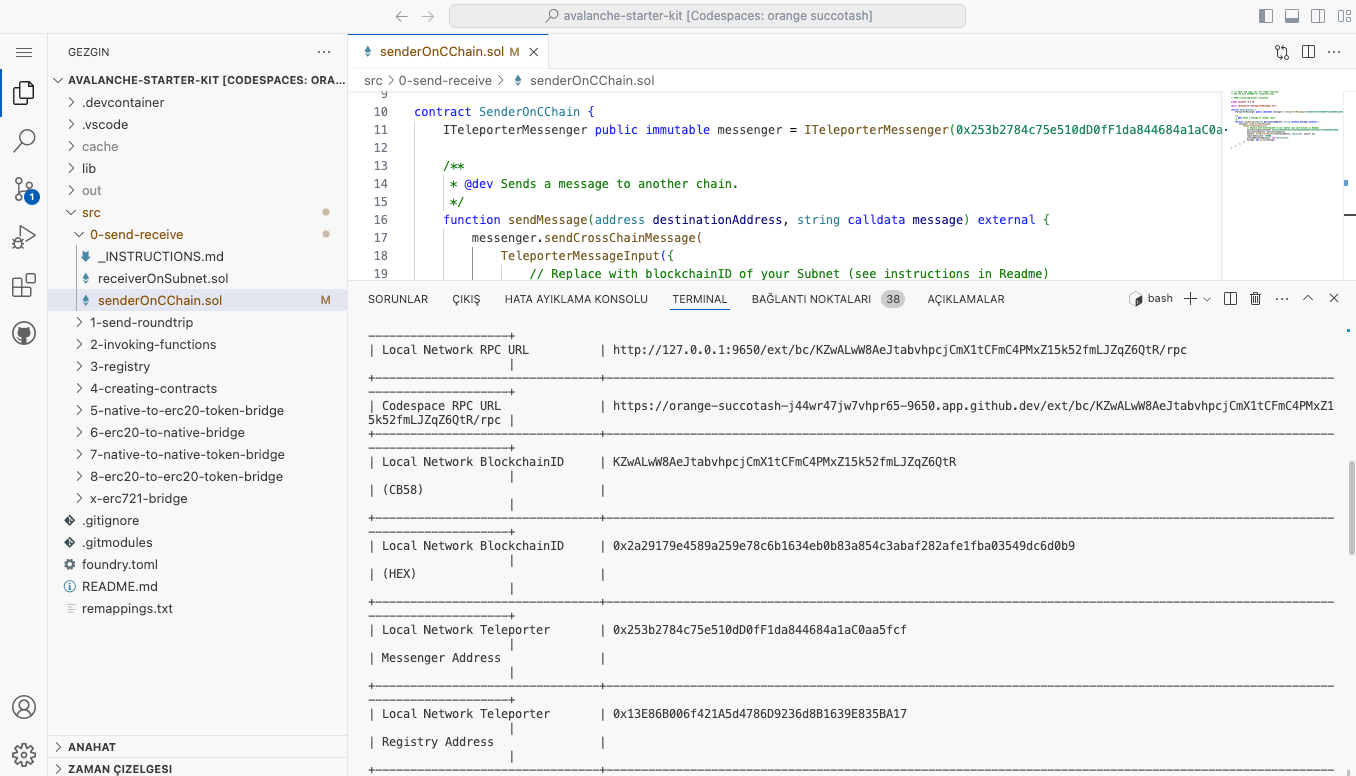 avalanche-starter-kit [Codespaces: orange succotash]
GEZGIN
AVALANCHE-STARTER-KIT [CODESPACES: ORA...
.devcontainer
.vscode
cache
lib
out
src
0-send-receive
_INSTRUCTIONS.md
receiverOnSubnet.sol
senderOnCChain.sol M
1-send-roundtrip
2-invoking-functions
3-registry
4-creating-contracts
5-native-to-erc20-token-bridge
6-erc20-to-native-bridge
7-native-to-native-token-bridge
8-erc20-to-erc20-token-bridge
x-erc721-bridge
.gitignore
.gitmodules
foundry.toml
README.md
remappings.txt
ANAHAT
ZAMAN ÇIZELGESI
1
senderOnCChain.sol M
src > 0-send-receive > senderOnCChain.sol
9
10 contract SenderOnCChain {
11 ITeleporterMessenger public immutable messenger = ITeleporterMessenger(0x253b2784c75e510dD0fF1da844684a1aC0a
12
13 /**
14 * @dev Sends a message to another chain.
15 */
16 function sendMessage(address destinationAddress, string calldata message) external {
17 messenger.sendCrossChainMessage(
18 TeleporterMessageInput({
19 // Replace with blockchainID of your Subnet (see instructions in Readme)
SORUNLAR ÇIKIŞ HATA AYIKLAMA KONSOLU TERMINAL BAĞLANTI NOKTALARI 38 AÇIKLAMALAR
bash
--------------------+
| Local Network RPC URL | http://127.0.0.1:9650/ext/bc/KZwALwW8AeJtabvhpcjCmX1tCFmC4PMxZ15k52fmLJZqZ6QtR/rpc
|
| Codespace RPC URL | https://orange-succotash-j44wr47jw7vhpr65-9650.app.github.dev/ext/bc/KZwALwW8AeJtabvhpcjCmX1tCFmC4PMxZ1
5k52fmLJZqZ6QtR/rpc |
| Local Network BlockchainID | KZwALwW8AeJtabvhpcjCmX1tCFmC4PMxZ15k52fmLJZqZ6QtR
|
| (CB58) |
|
| Local Network BlockchainID | 0x2a29179e4589a259e78c6b1634eb0b83a854c3abaf282afe1fba03549dc6d0b9
|
| (HEX) |
|
| Local Network Teleporter | 0x253b2784c75e510dD0fF1da844684a1aC0aa5fcf
|
| Messenger Address |
|
| Local Network Teleporter | 0x13E86B006f421A5d4786D9236d8B1639E835BA17
|
| Registry Address |
|